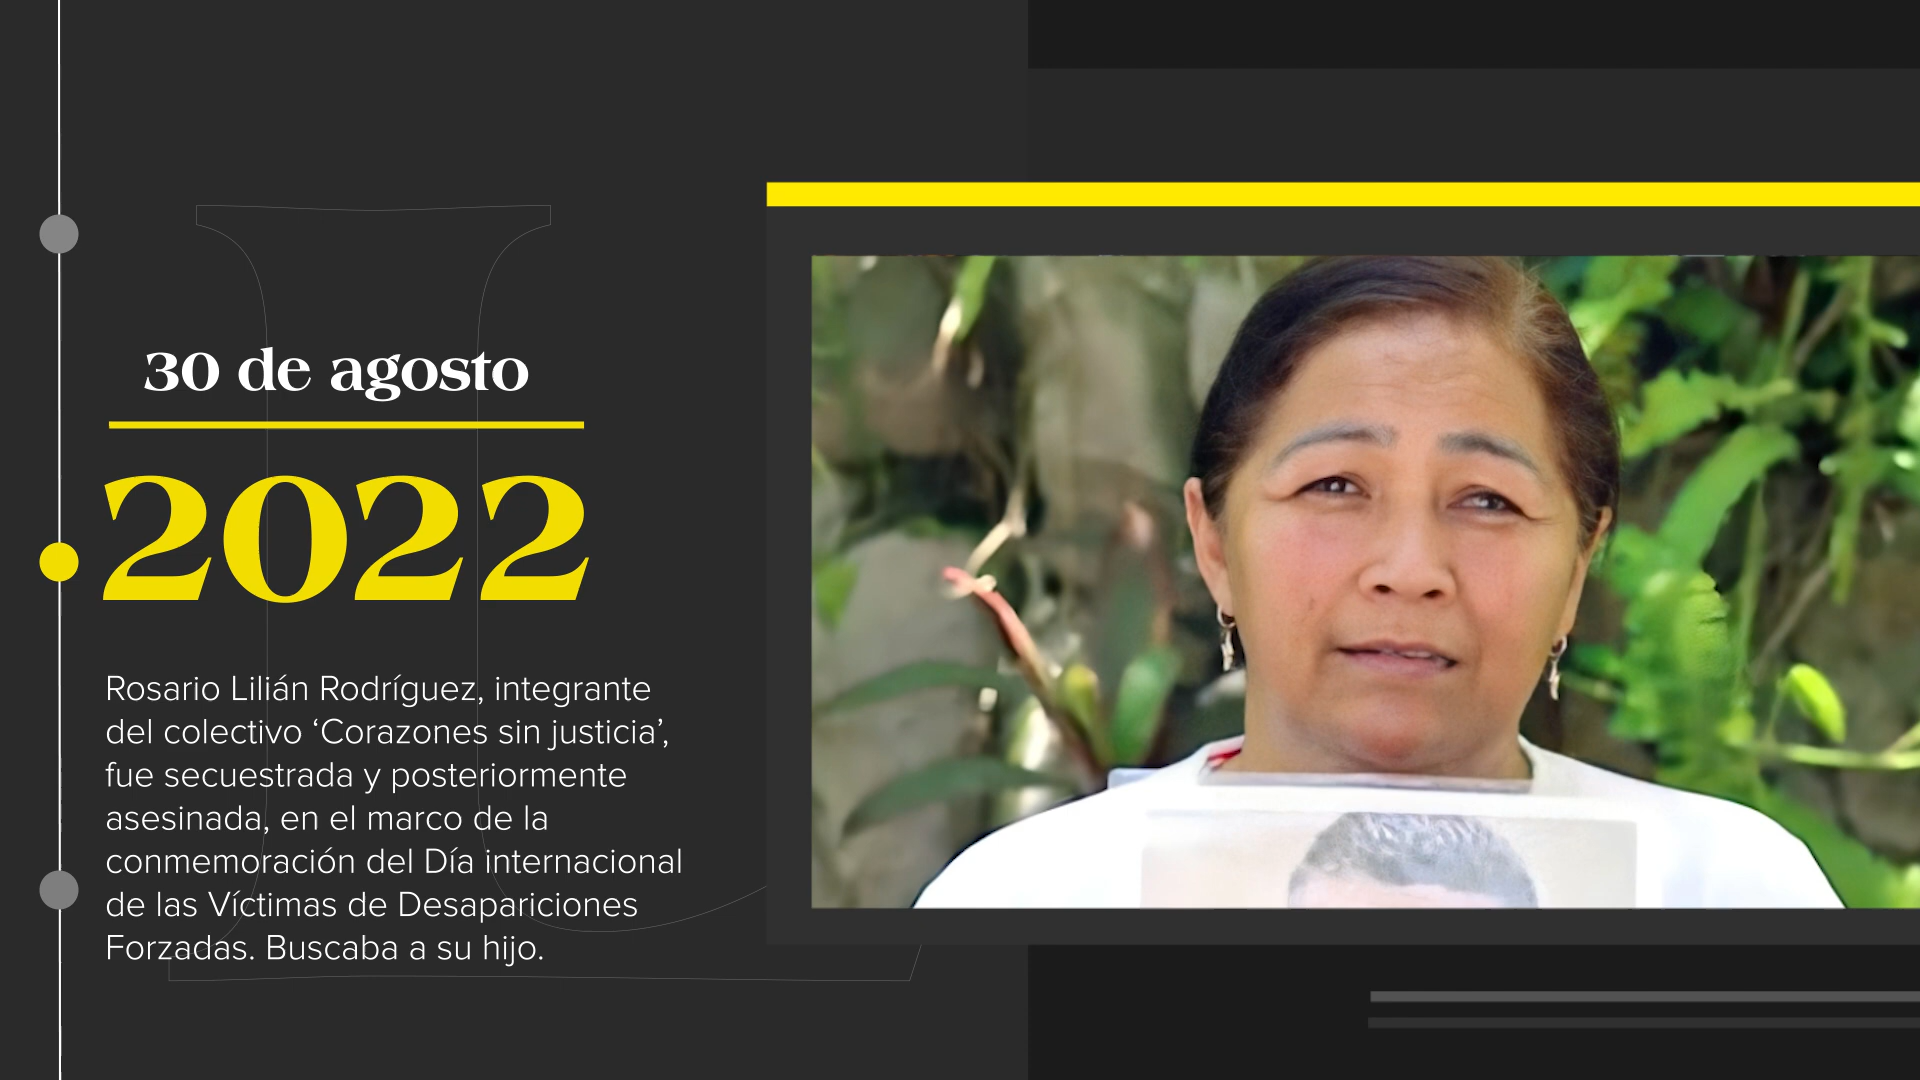 30 de agosto
2022
Rosario Lilián Rodríguez, integrante
del colectivo ‘Corazones sin justicia’,
fue secuestrada y posteriormente
asesinada, en el marco de la
conmemoración del Día internacional
de las Víctimas de Desapariciones
Forzadas. Buscaba a su hijo.